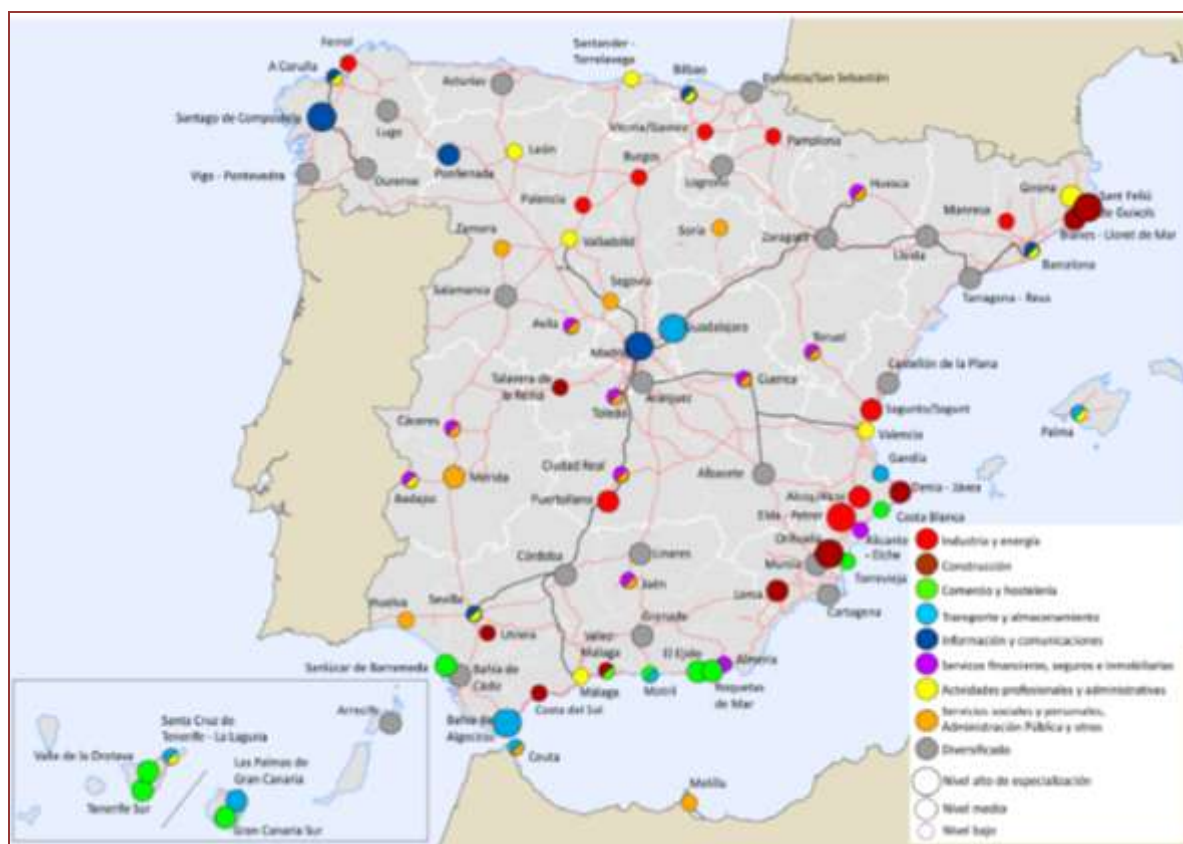 Ferrol
A Coruña
Santiago de Compostela
Lugo
Asturias
Santander -
Torrelavega
Bilbao
Donostia/San Sebastián
Vitoria/Gasteiz
Pamplona
Vigo - Pontevedra
Ourense
Ponferrada
León
Burgos
Logroño
Huesca
Girona
Sant Feliú
de Guixols
Manresa
Blanes - Lloret de Mar
Barcelona
Palencia
Zamora
Valladolid
Soria
Zaragoza
Lleida
Tarragona - Reus
Salamanca
Segovia
Ávila
Madrid
Guadalajara
Teruel
Castellón de la Plana
Talavera de
la Reina
Toledo
Aranjuez
Cuenca
Sagunto/Sagunt
Valencia
Palma
Cáceres
Ciudad Real
Albacete
Gandía
Badajoz
Mérida
Puertollano
Alcoy/Alcoi
Denia - Jávea
Elda - Petrer
Costa Blanca
Orihuela
Alicante
- Elche
Córdoba
Linares
Murcia
Torrevieja
Jaén
Lorca
Cartagena
Huelva
Sevilla
Utrera
Granada
Vélez
Málaga
El Ejido
Almería
Sanlúcar de Barrameda
Bahía de
Cádiz
Málaga
Motril
Roquetas
de Mar
Costa del Sol
Bahía de
Algeciras
Ceuta
Melilla
Arrecife
Santa Cruz de
Tenerife - La Laguna
Valle de la Orotava
Las Palmas de
Gran Canaria
Tenerife Sur
Gran Canaria Sur
Industria y energía
Construcción
Comercio y hostelería
Transporte y almacenamiento
Información y comunicaciones
Servicios financieros, seguros e inmobiliarios
Actividades profesionales y administrativas
Servicios sociales y personales,
Administración Pública y otros
Diversificado
Nivel alto de especialización
Nivel medio
Nivel bajo